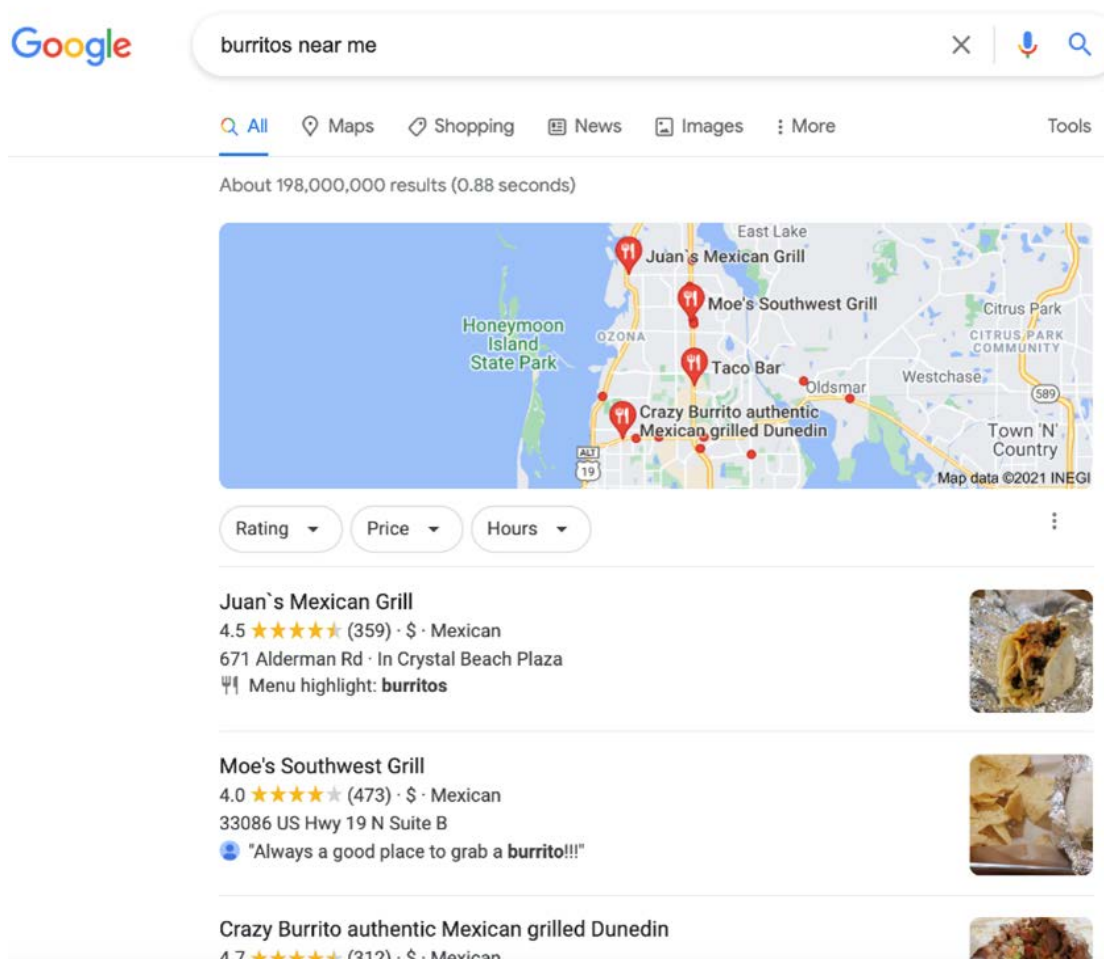 Google
burritos near me
All Maps Shopping News Images More Tools
About 198,000,000 results (0.88 seconds)
East Lake
Juan`s Mexican Grill
Moe's Southwest Grill
Honeymoon
Island
State Park
OZONA
Citrus Park
CITRUS PARK
COMMUNITY
Taco Bar
Oldsmar
Westchase
589
Crazy Burrito authentic
Mexican grilled Dunedin
Town 'N'
Country
ALT
19
Map data ©2021 INEGI
Rating Price Hours
Juan`s Mexican Grill
4.5 (359) · $ · Mexican
671 Alderman Rd · In Crystal Beach Plaza
Menu highlight: burritos
Moe's Southwest Grill
4.0 (473) · $ · Mexican
33086 US Hwy 19 N Suite B
"Always a good place to grab a burrito!!!"
Crazy Burrito authentic Mexican grilled Dunedin
4.7 (312) · $ · Mexican